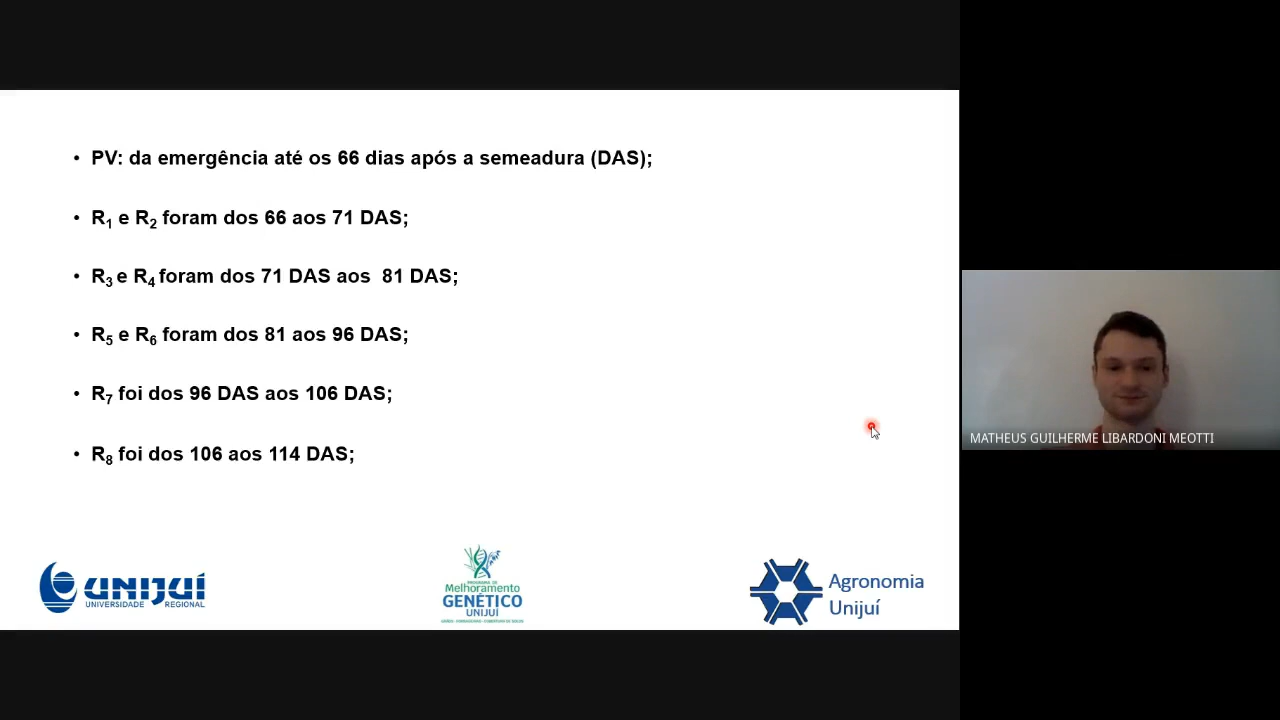 • PV: da emergência até os 66 dias após a semeadura (DAS);
• R1 e R2 foram dos 66 aos 71 DAS;
• R3 e R4 foram dos 71 DAS aos 81 DAS;
• R5 e R6 foram dos 81 aos 96 DAS;
• R7 foi dos 96 DAS aos 106 DAS;
• R8 foi dos 106 aos 114 DAS;
MATHEUS GUILHERME LIBARDONI MEOTTI
UNIJUÍ
UNIVERSIDADE REGIONAL
PROGRAMA DE
Melhoramento
GENÉTICO
UNIJUÍ
Agronomia
Unijuí